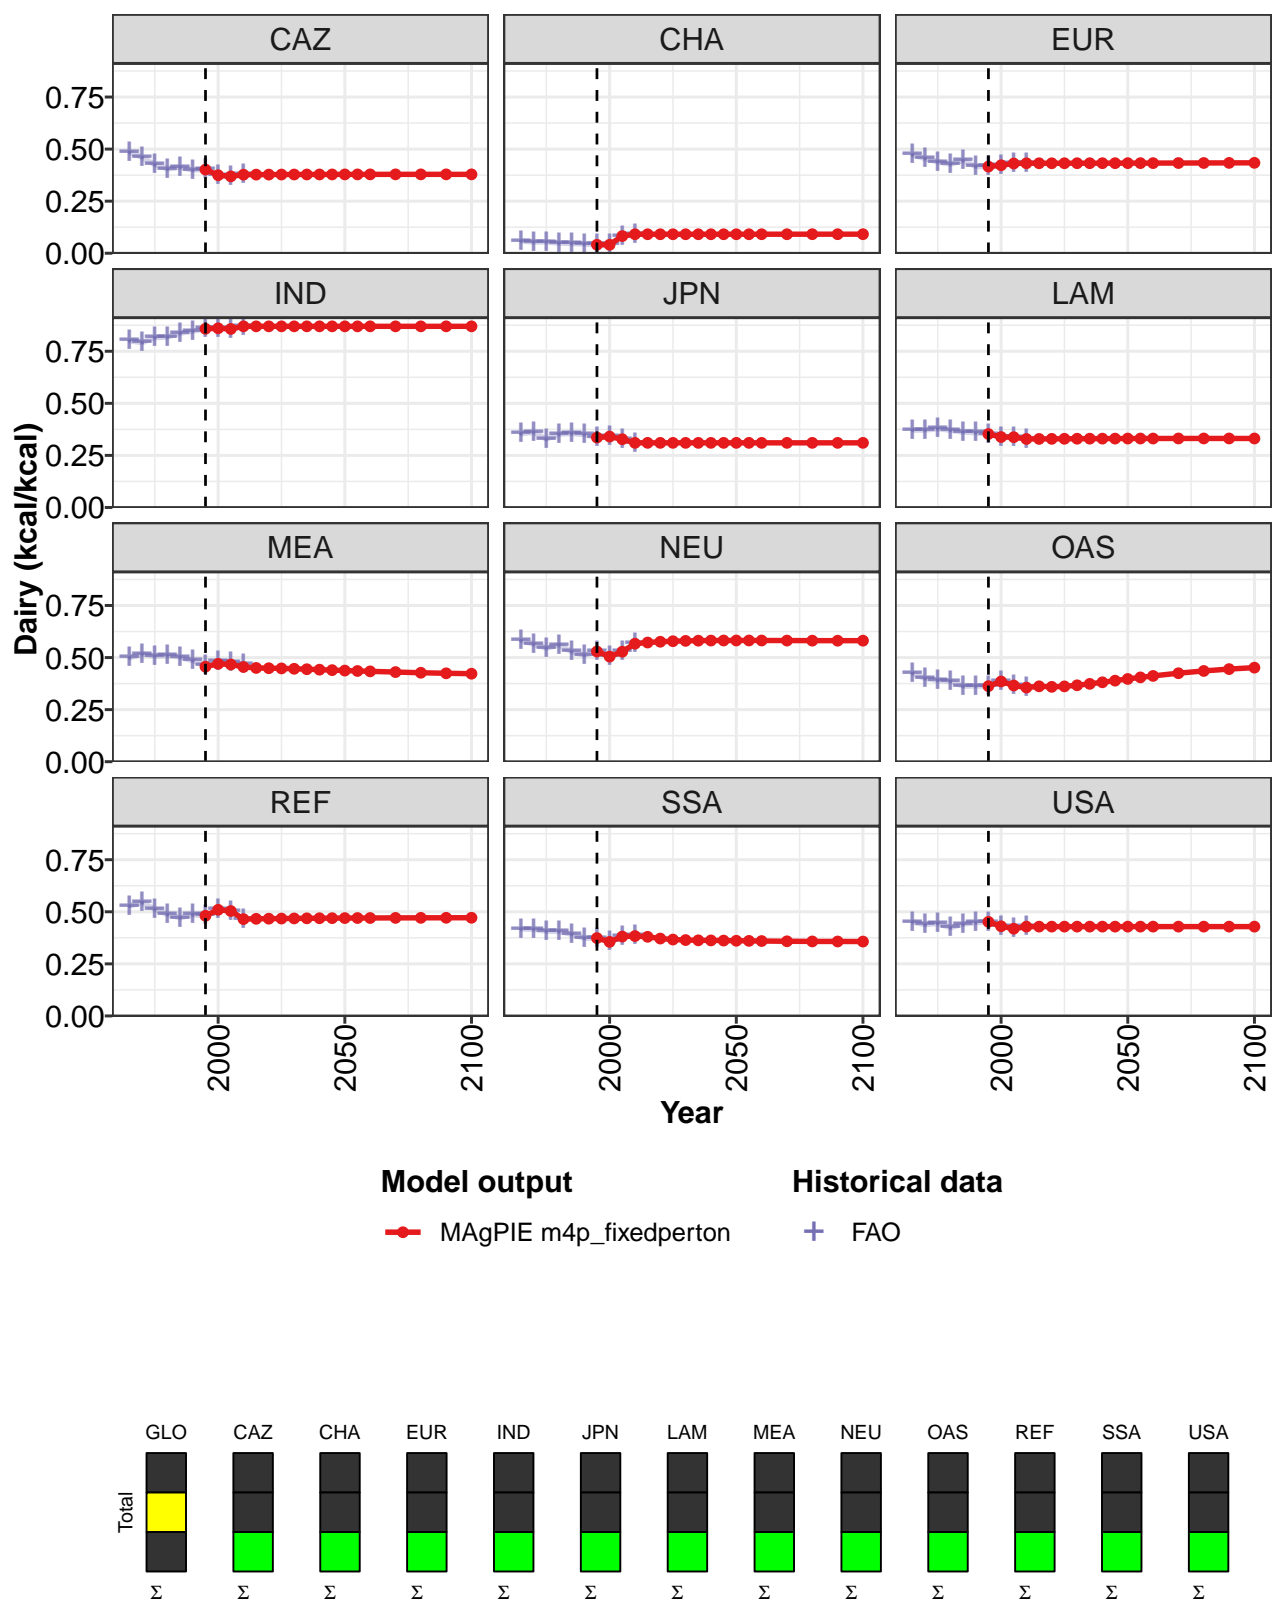 CAZ CHA EUR
0.75
0.50
0.25
0.00
IND JPN LAM
0.75
0.50
0.25
0.00
MEA NEU OAS
0.75
0.50
0.25
0.00
REF SSA USA
0.75
0.50
0.25
0.00
Dairy (kcal/kcal)
2000 2050 2100 2000 2050 2100 2000 2050 2100
Year
Model output Historical data
MAgPIE m4p_fixedperton FAO
GLO CAZ CHA EUR IND JPN LAM MEA NEU OAS REF SSA USA
Total
Σ Σ Σ Σ Σ Σ Σ Σ Σ Σ Σ Σ Σ